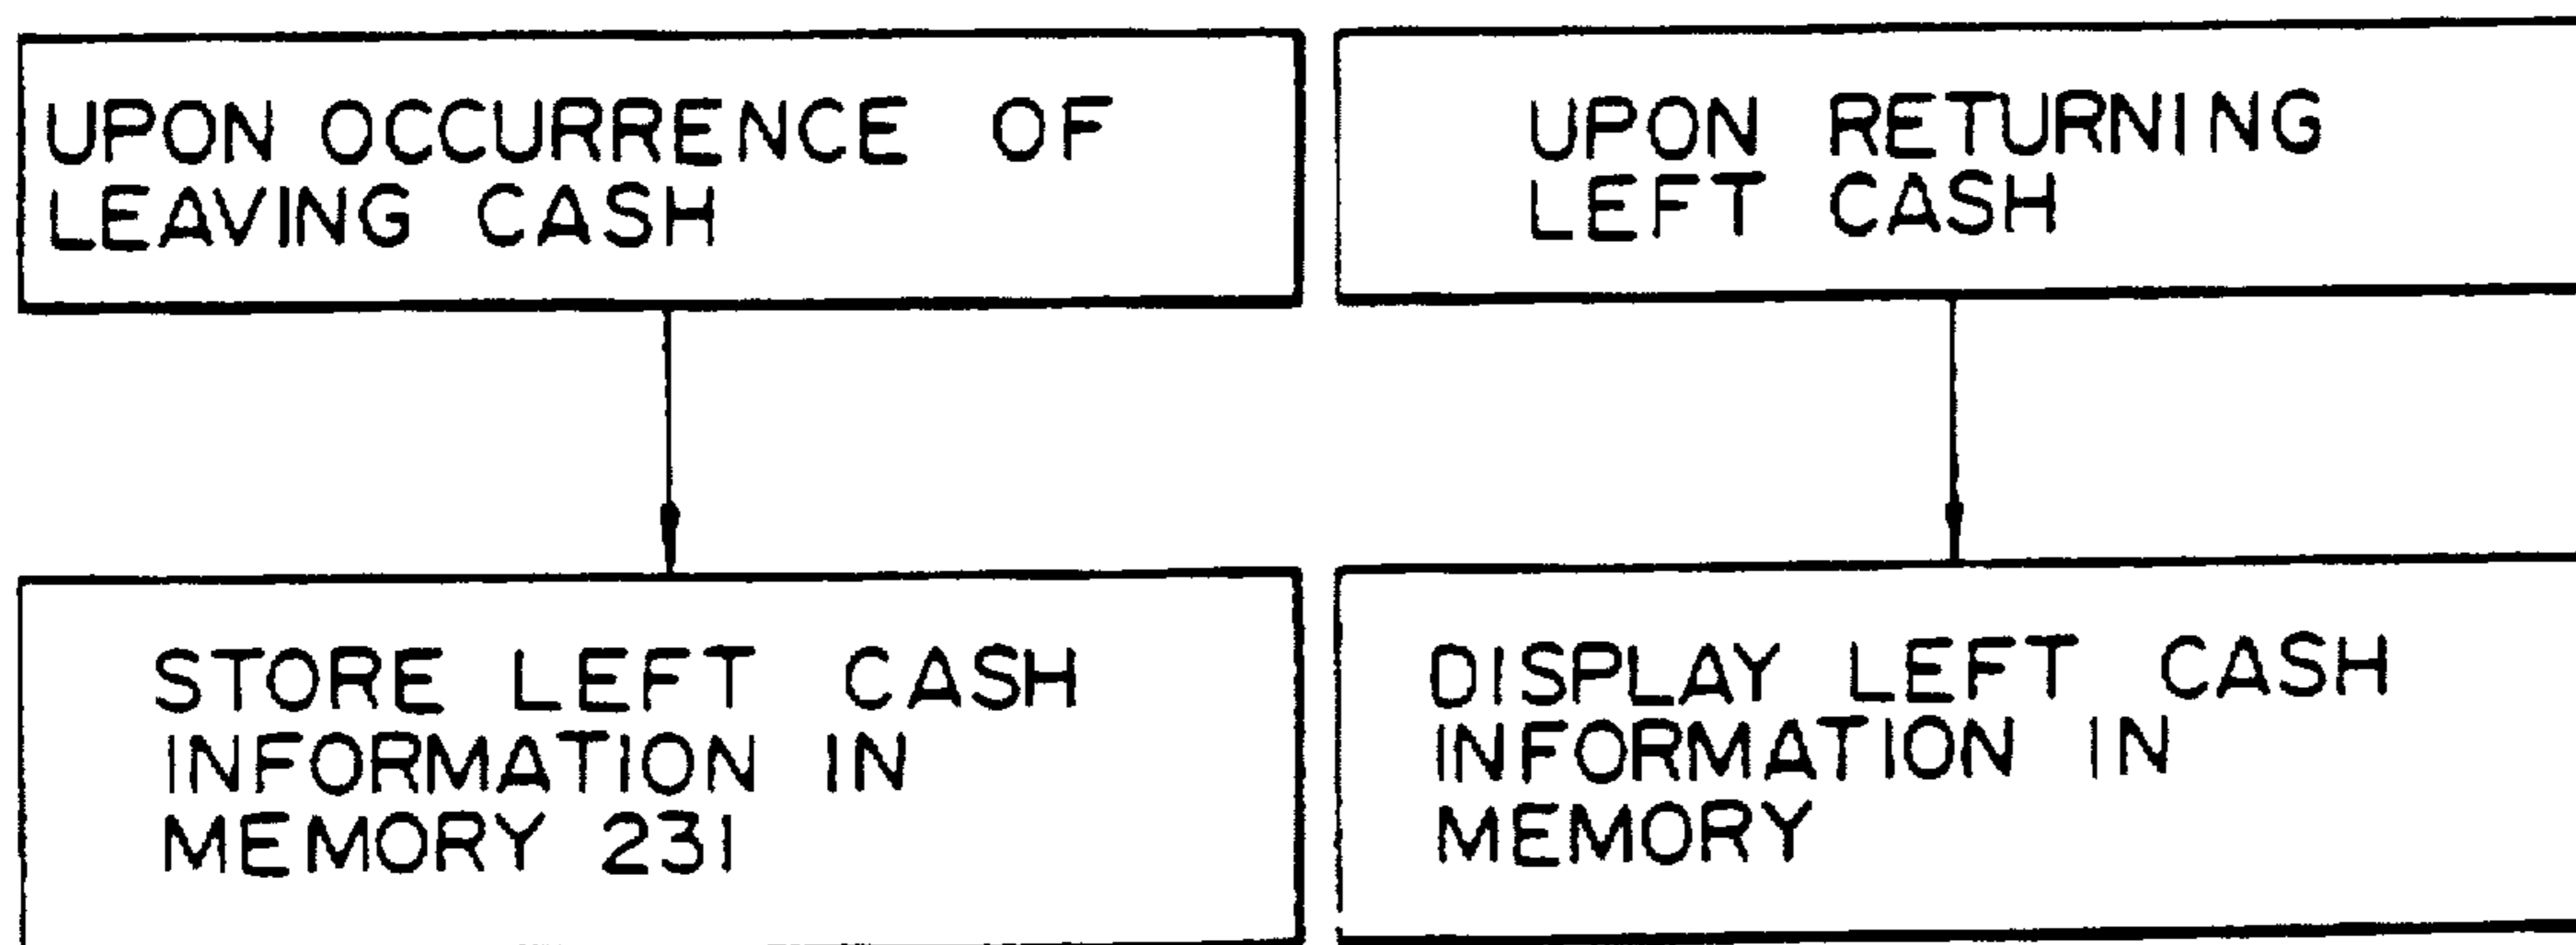 UPON OCCURRENCE OF
LEAVING CASH
STORE LEFT CASH
INFORMATION IN
MEMORY 231
UPON RETURNING
LEFT CASH
DISPLAY LEFT CASH
INFORMATION IN
MEMORY